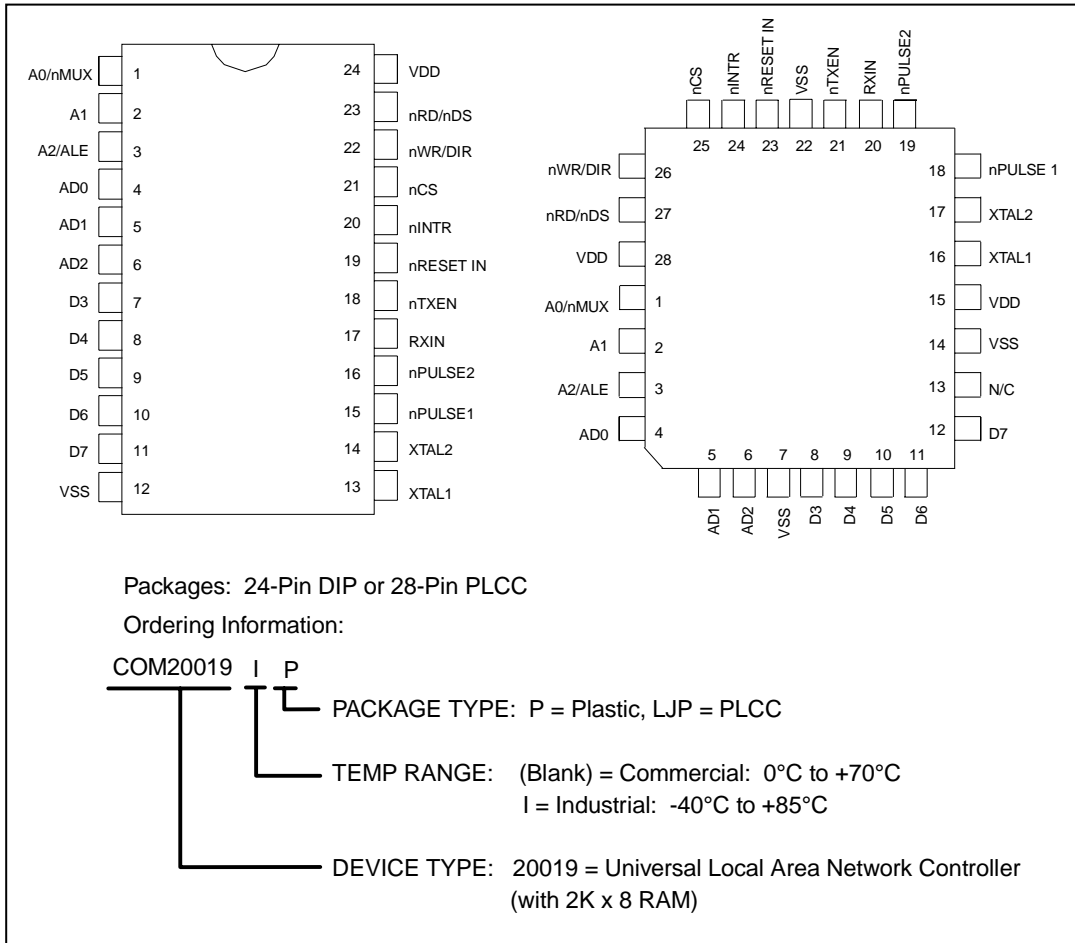 A0/nMUX 1 24 VDD
A1 2 23 nRD/nDS
A2/ALE 3 22 nWR/DIR
AD0 4 21 nCS
AD1 5 20 nINTR
AD2 6 19 nRESET IN
D3 7 18 nTXEN
D4 8 17 RXIN
D5 9 16 nPULSE2
D6 10 15 nPULSE1
D7 11 14 XTAL2
VSS 12 13 XTAL1
nCS nINTR nRESET IN VSS nTXEN RXIN nPULSE2
25 24 23 22 21 20 19
nWR/DIR 26 18 nPULSE 1
nRD/nDS 27 17 XTAL2
VDD 28 16 XTAL1
A0/nMUX 1 15 VDD
A1 2 14 VSS
A2/ALE 3 13 N/C
AD0 4 12 D7
5 6 7 8 9 10 11
AD1 AD2 VSS D3 D4 D5 D6
Packages: 24-Pin DIP or 28-Pin PLCC
Ordering Information:
COM20019 I P
PACKAGE TYPE: P = Plastic, LJP = PLCC
TEMP RANGE: (Blank) = Commercial: 0°C to +70°C
I = Industrial: -40°C to +85°C
DEVICE TYPE: 20019 = Universal Local Area Network Controller
(with 2K x 8 RAM)